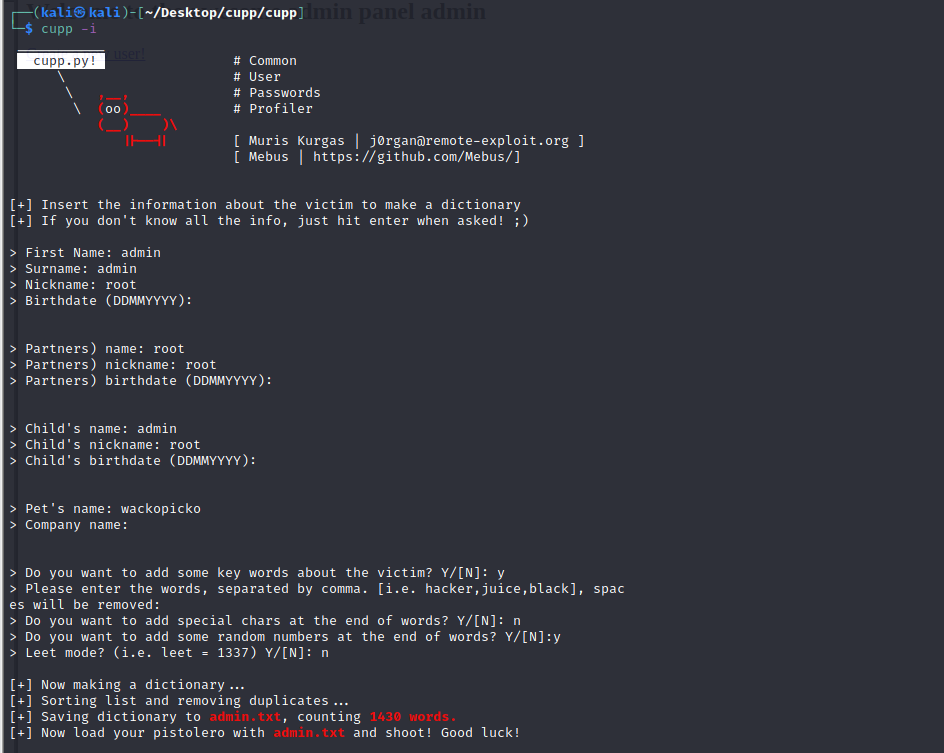 (kali㉿kali)-[~/Desktop/cupp/cupp]
$ cupp -i
cupp.py! # Common
\ # User
\ ,__, # Passwords
\ (oo)____ # Profiler
(__) )\
||--|| [ Muris Kurgas | j0rgan@remote-exploit.org ]
[ Mebus | https://github.com/Mebus/]
[+] Insert the information about the victim to make a dictionary
[+] If you don't know all the info, just hit enter when asked! ;)
> First Name: admin
> Surname: admin
> Nickname: root
> Birthdate (DDMMYYYY):
> Partners) name: root
> Partners) nickname: root
> Partners) birthdate (DDMMYYYY):
> Child's name: admin
> Child's nickname: root
> Child's birthdate (DDMMYYYY):
> Pet's name: wackopicko
> Company name:
> Do you want to add some key words about the victim? Y/[N]: y
> Please enter the words, separated by comma. [i.e. hacker,juice,black], spac
es will be removed:
> Do you want to add special chars at the end of words? Y/[N]: n
> Do you want to add some random numbers at the end of words? Y/[N]:y
> Leet mode? (i.e. leet = 1337) Y/[N]: n
[+] Now making a dictionary...
[+] Sorting list and removing duplicates...
[+] Saving dictionary to admin.txt, counting 1430 words.
[+] Now load your pistolero with admin.txt and shoot! Good luck!